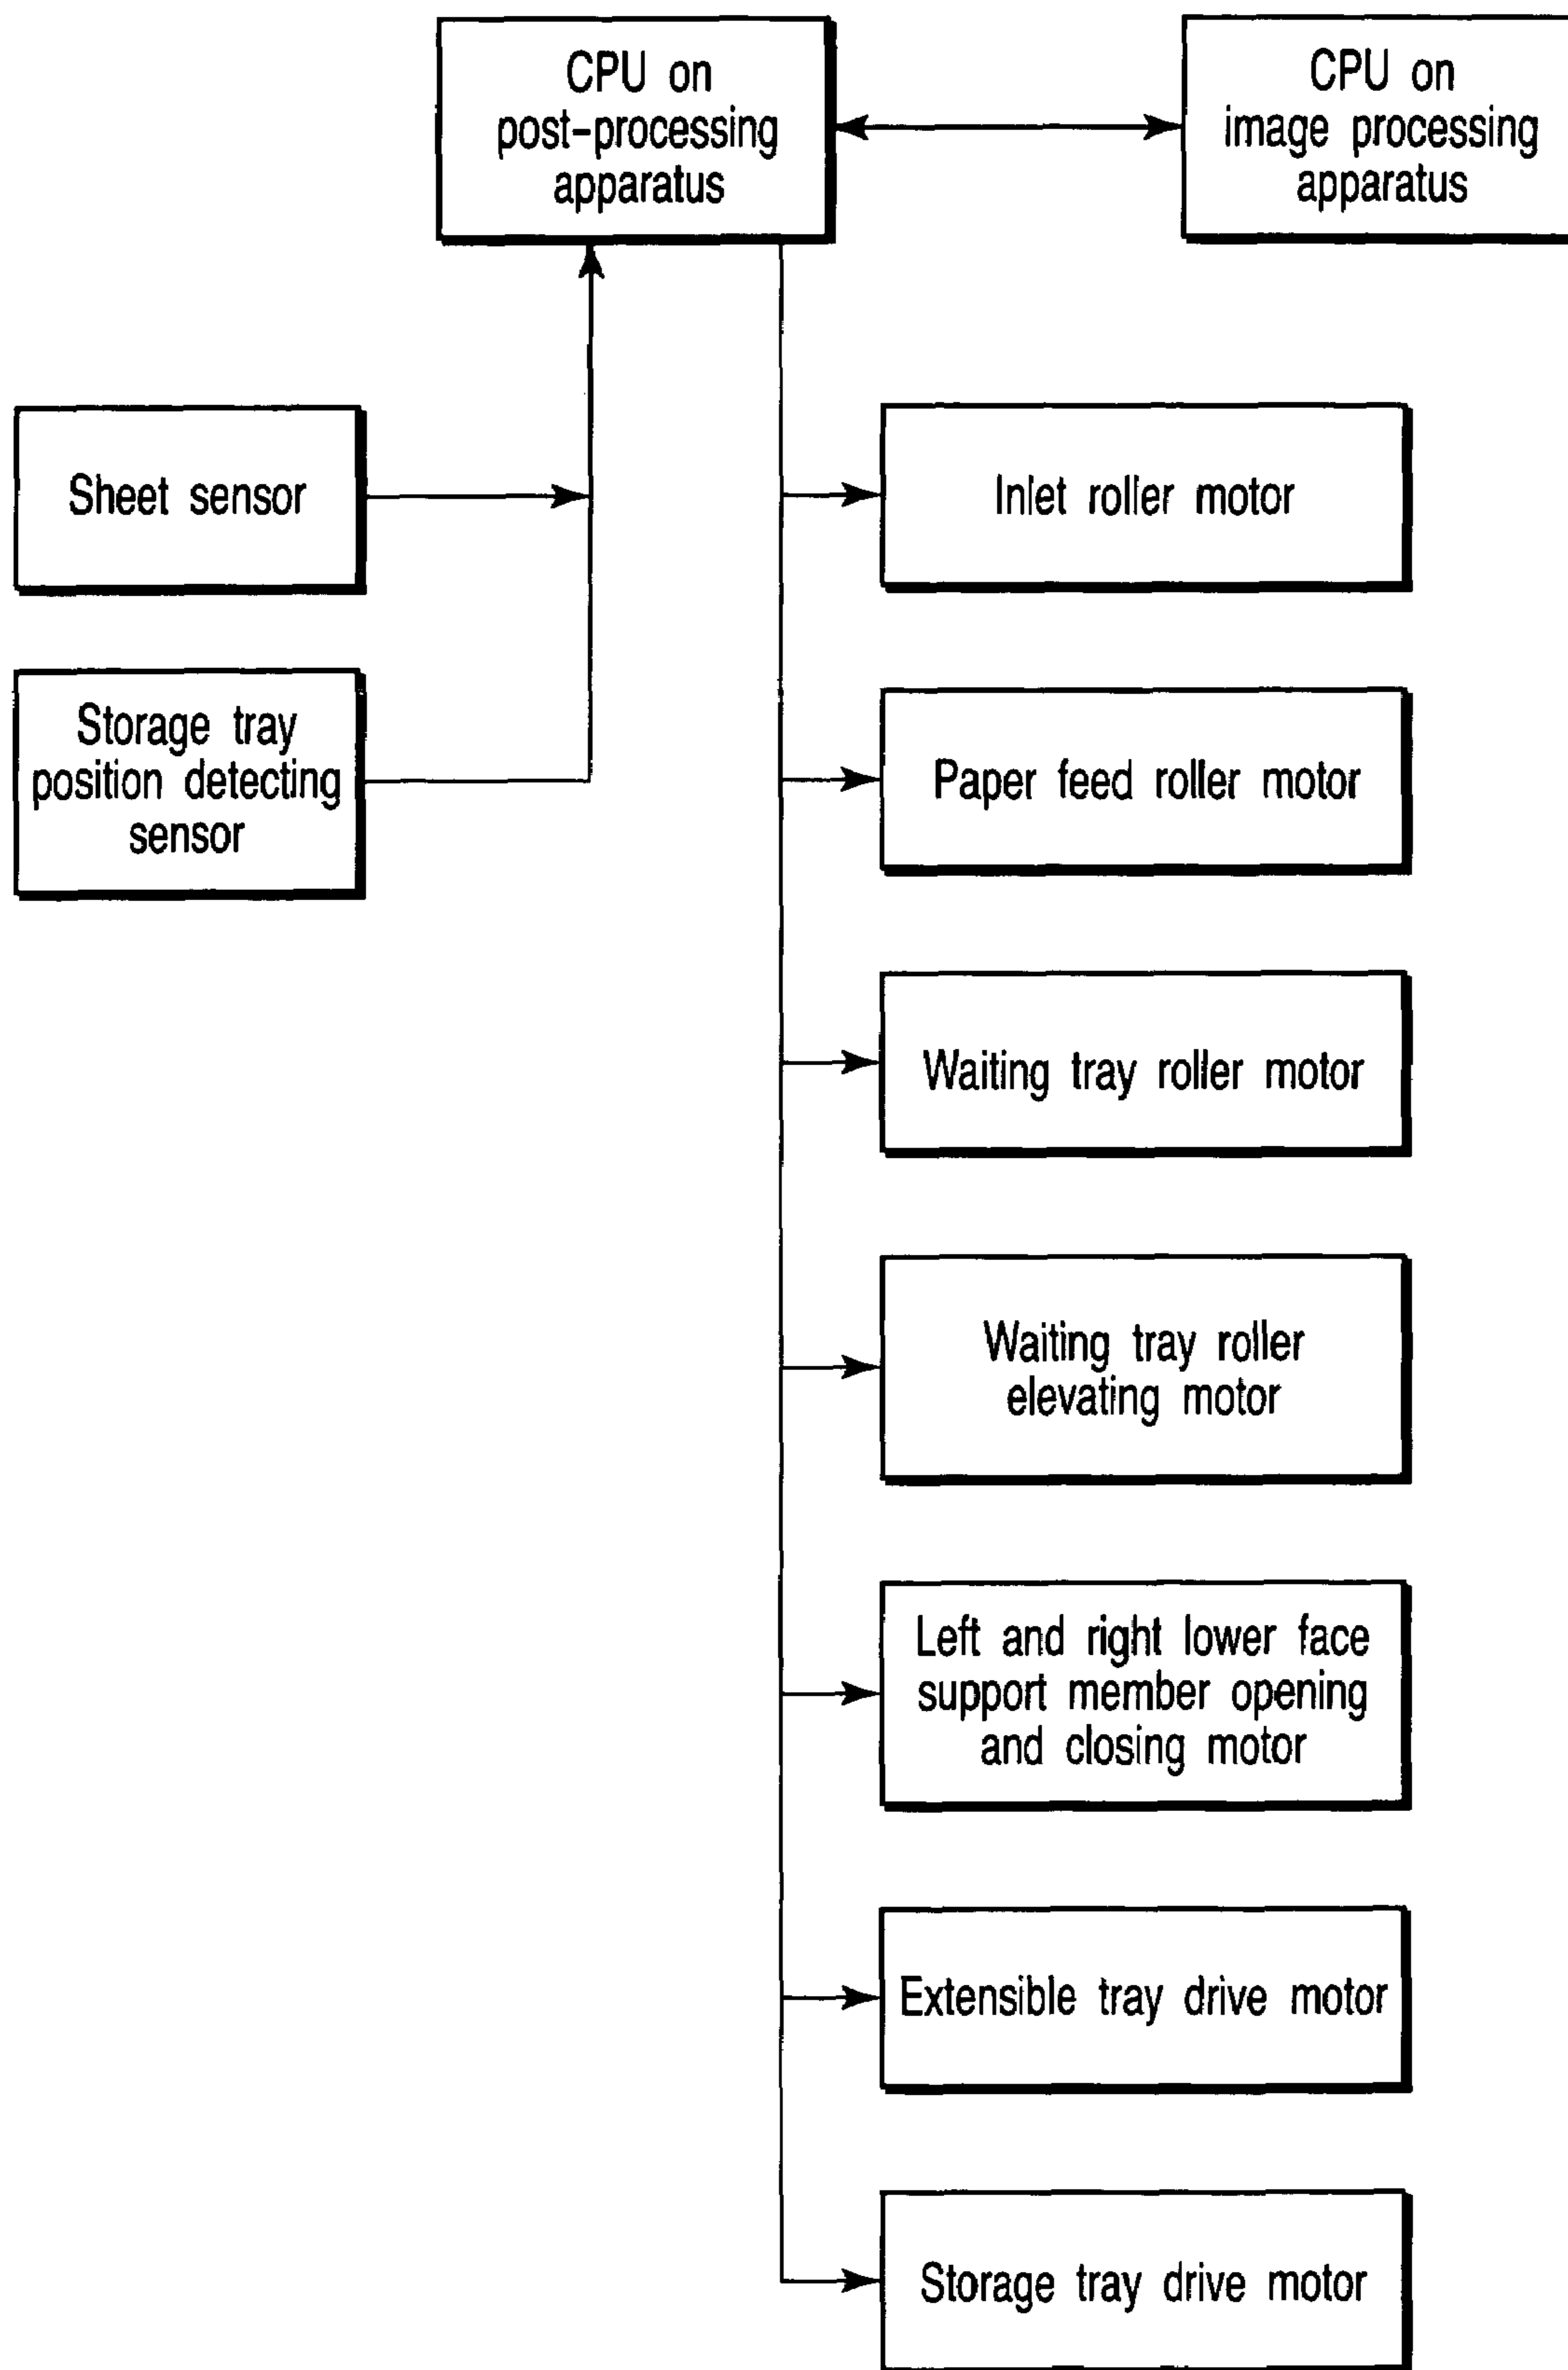 CPU on
post-processing
apparatus
CPU on
image processing
apparatus
Sheet sensor
Storage tray
position detecting
sensor
Inlet roller motor
Paper feed roller motor
Waiting tray roller motor
Waiting tray roller
elevating motor
Left and right lower face
support member opening
and closing motor
Extensible tray drive motor
Storage tray drive motor